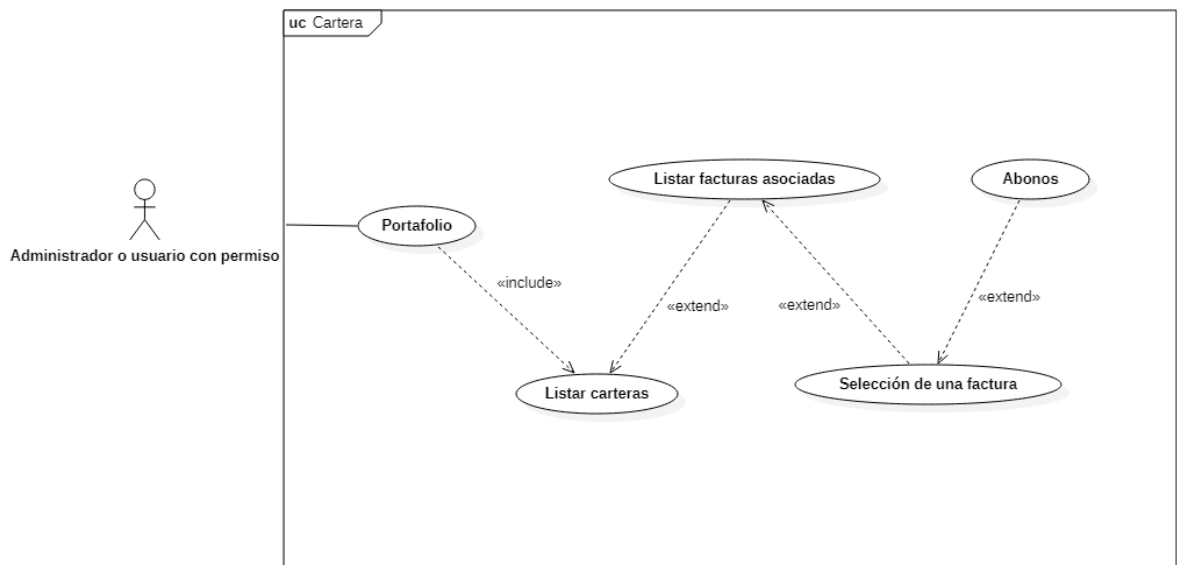 uc Cartera
Listar facturas asociadas
Abonos
Portafolio
Administrador o usuario con permiso
«include»
«extend»
«extend»
«extend»
Listar carteras
Selección de una factura